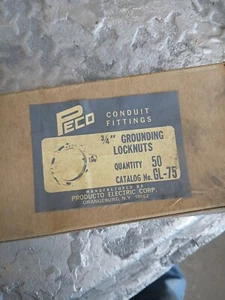 PECO
CONDUIT
FITTINGS
3/4" GROUNDING
LOCKNUTS
QUANTITY 50
CATALOG No. GL-75
MANUFACTURED BY
PRODUCTO ELECTRIC CORP.
ORANGEBURG, N.Y. 10962